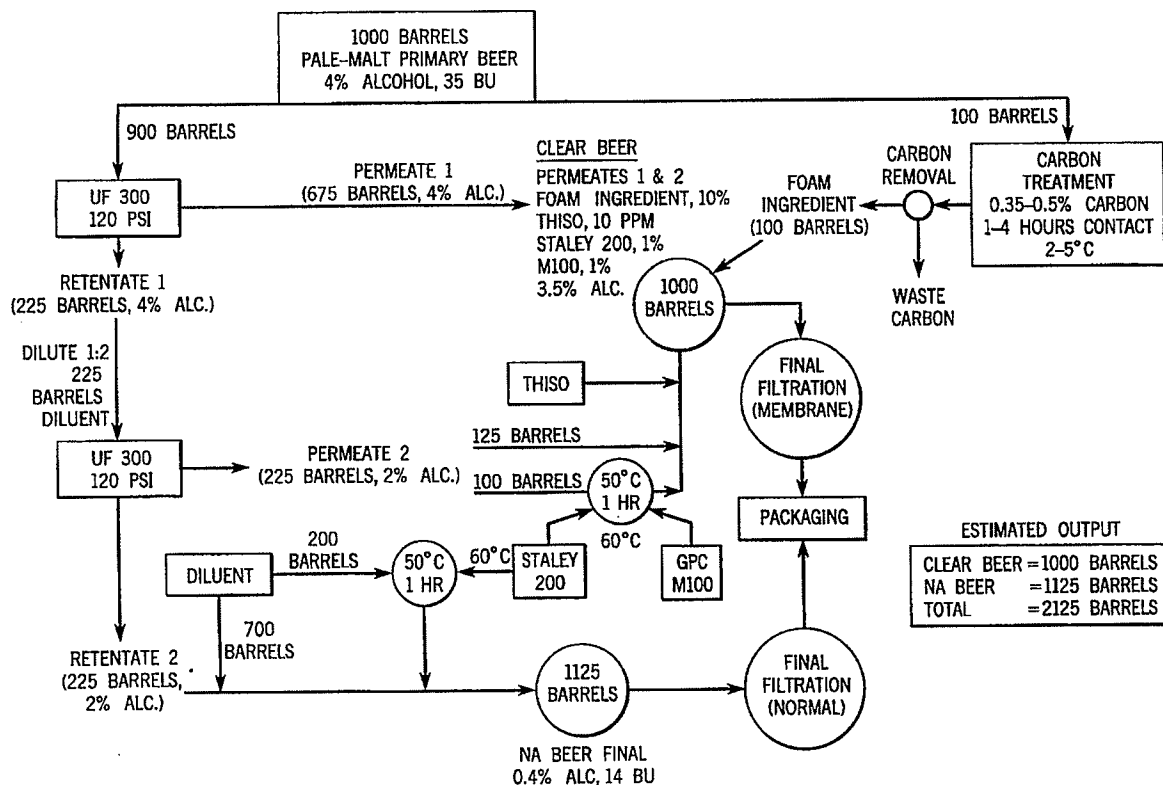 1000 BARRELS
PALE-MALT PRIMARY BEER
4% ALCOHOL, 35 BU
900 BARRELS
100 BARRELS
UF 300
120 PSI
PERMEATE 1
(675 BARRELS, 4% ALC.)
CLEAR BEER
PERMEATES 1 & 2
FOAM INGREDIENT, 10%
THISO, 10 PPM
STALEY 200, 1%
M100, 1%
3.5% ALC.
FOAM
INGREDIENT
(100 BARRELS)
CARBON
REMOVAL
CARBON
TREATMENT
0.35-0.5% CARBON
1-4 HOURS CONTACT
2-5°C
WASTE
CARBON
RETENTATE 1
(225 BARRELS, 4% ALC.)
1000
BARRELS
DILUTE 1:2
225
BARRELS
DILUENT
THISO
FINAL
FILTRATION
(MEMBRANE)
UF 300
120 PSI
PERMEATE 2
(225 BARRELS, 2% ALC.)
125 BARRELS
100 BARRELS
50°C
1 HR
PACKAGING
60°C
STALEY
200
GPC
M100
60°C
50°C
1 HR
200
BARRELS
DILUENT
700
BARRELS
ESTIMATED OUTPUT
CLEAR BEER =1000 BARRELS
NA BEER =1125 BARRELS
TOTAL =2125 BARRELS
RETENTATE 2
(225 BARRELS,
2% ALC.)
1125
BARRELS
FINAL
FILTRATION
(NORMAL)
NA BEER FINAL
0.4% ALC, 14 BU